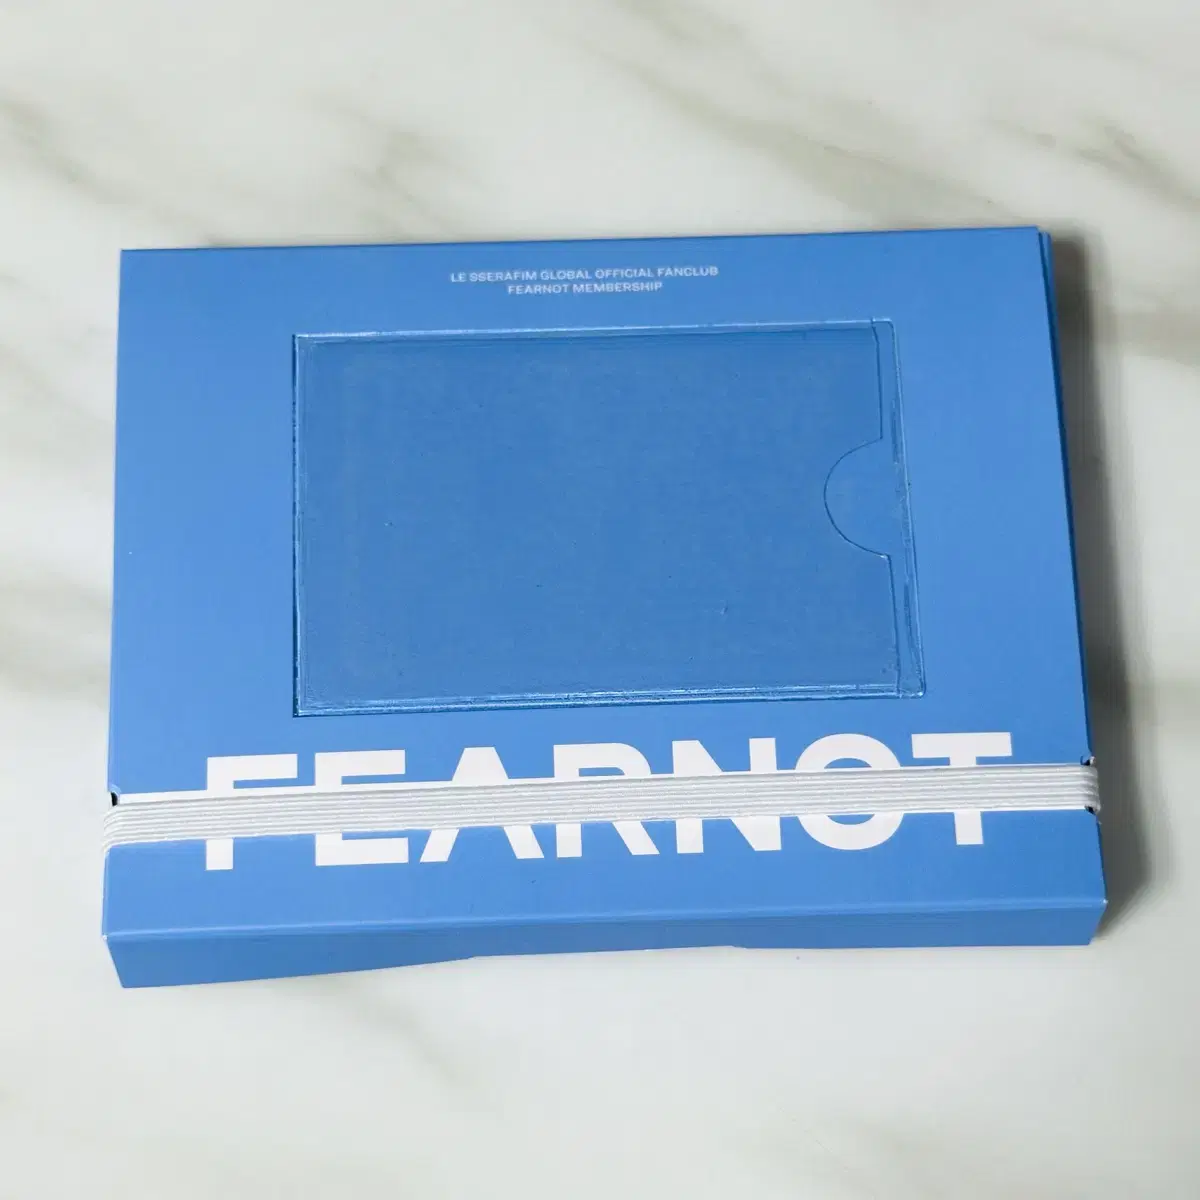 LE SSERAFIM GLOBAL OFFICIAL FANCLUB
FEARNOT MEMBERSHIP
FEARNOT